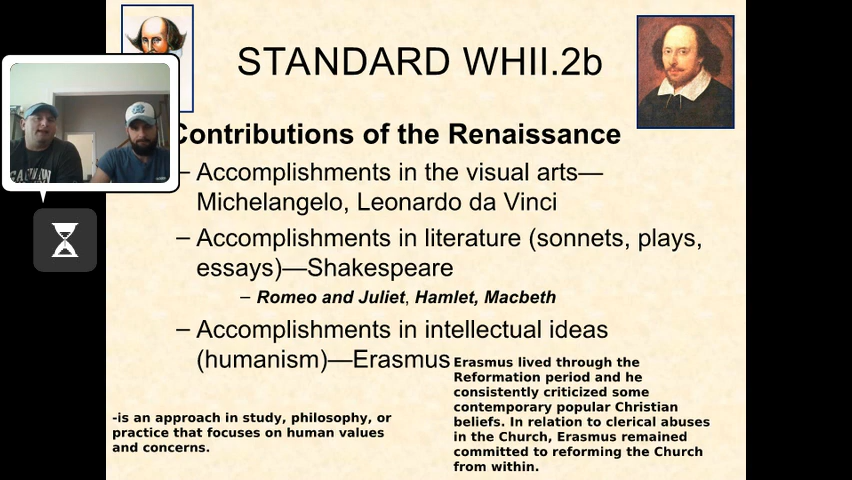 STANDARD WHII.2b
Contributions of the Renaissance
– Accomplishments in the visual arts—
Michelangelo, Leonardo da Vinci
– Accomplishments in literature (sonnets, plays,
essays)—Shakespeare
– Romeo and Juliet, Hamlet, Macbeth
– Accomplishments in intellectual ideas
(humanism)—Erasmus
Erasmus lived through the
Reformation period and he
consistently criticized some
contemporary popular Christian
beliefs. In relation to clerical abuses
in the Church, Erasmus remained
committed to reforming the Church
from within.
-is an approach in study, philosophy, or
practice that focuses on human values
and concerns.